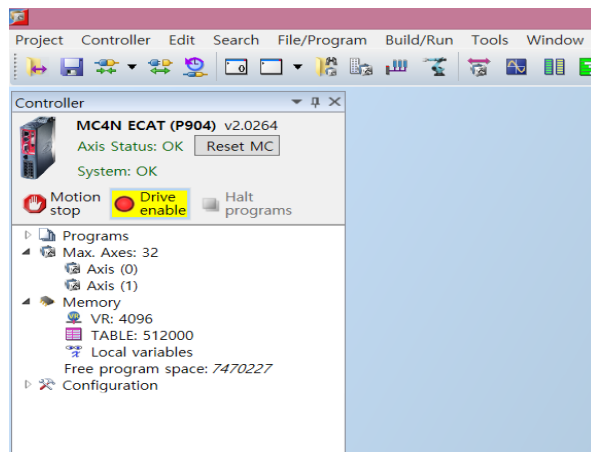 Project Controller Edit Search File/Program Build/Run Tools Window
Controller
MC4N ECAT (P904) v2.0264
Axis Status: OK Reset MC
System: OK
Motion stop Drive enable Halt programs
Programs
Max. Axes: 32
Axis (0)
Axis (1)
Memory
VR: 4096
TABLE: 512000
Local variables
Free program space: 7470227
Configuration